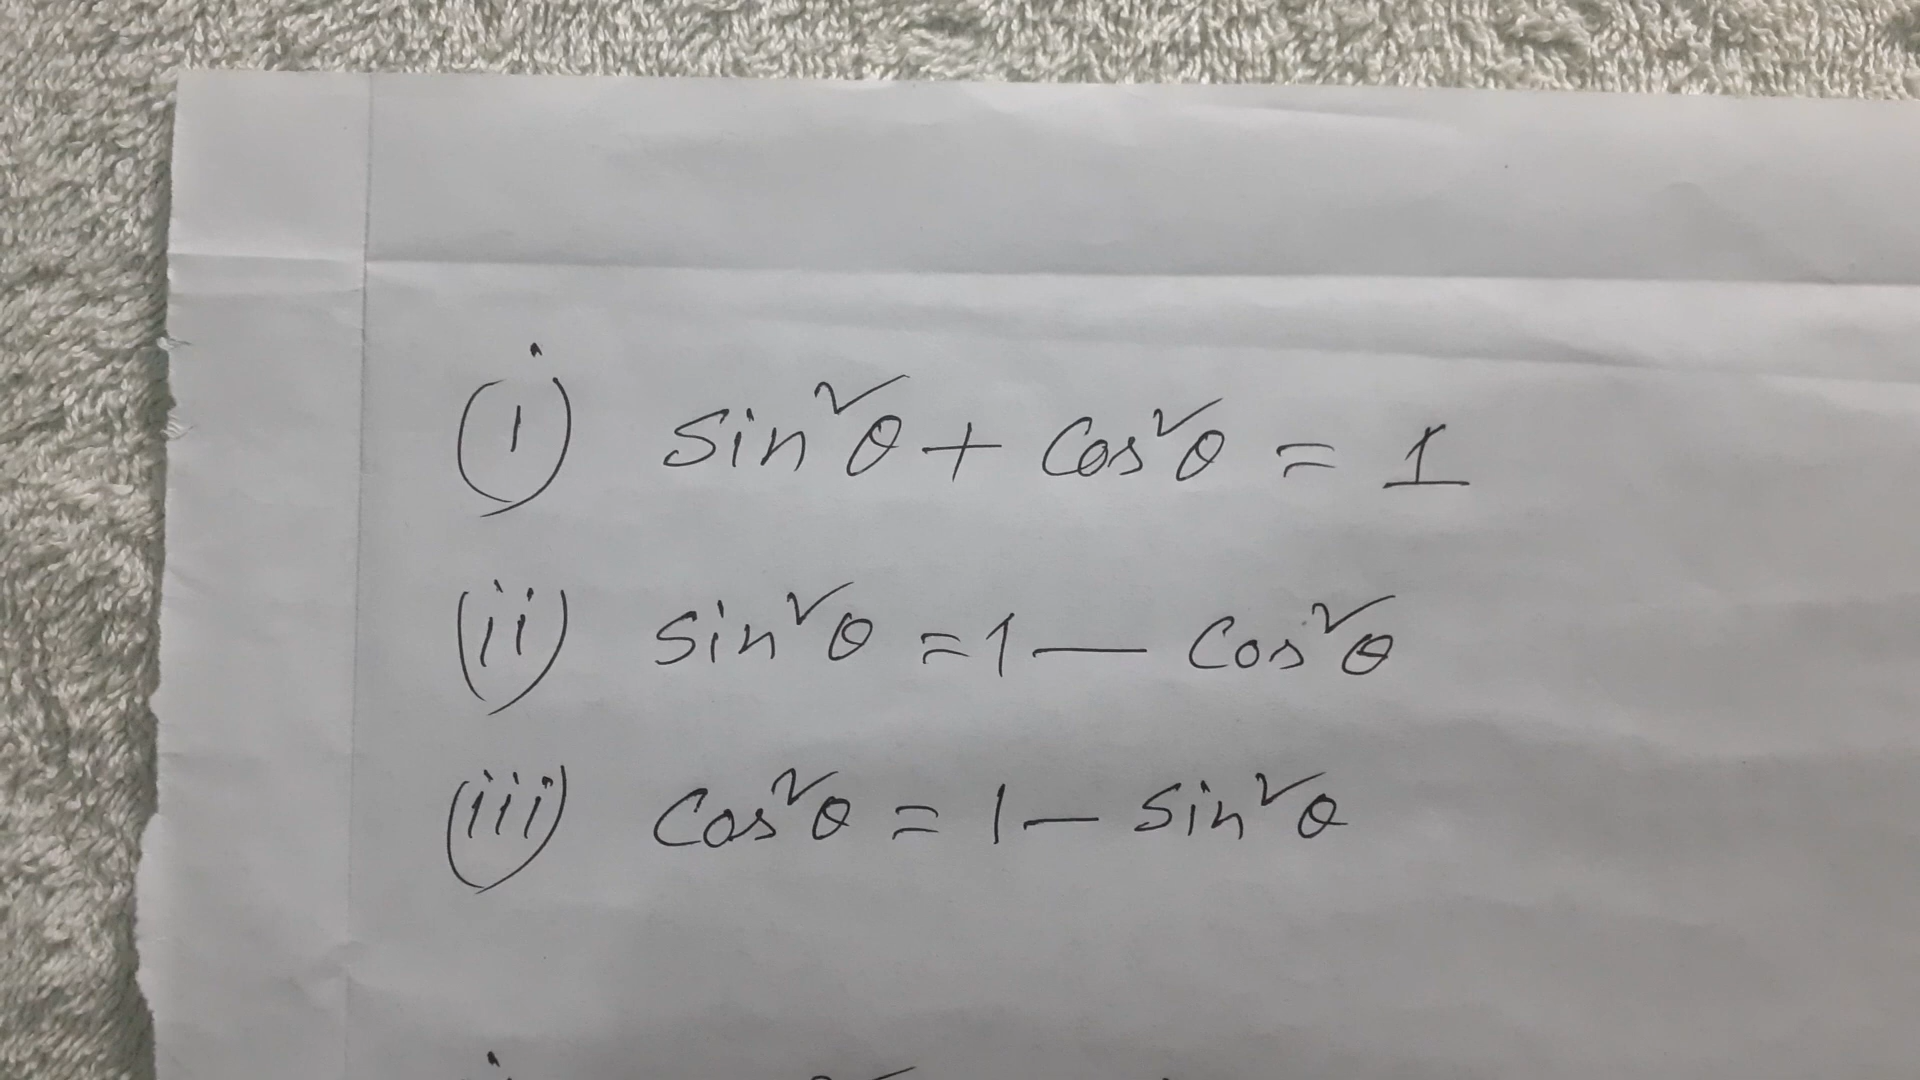 (i) sin²θ + cos²θ = 1
(ii) sin²θ = 1 – cos²θ
(iii) cos²θ = 1 – sin²θ